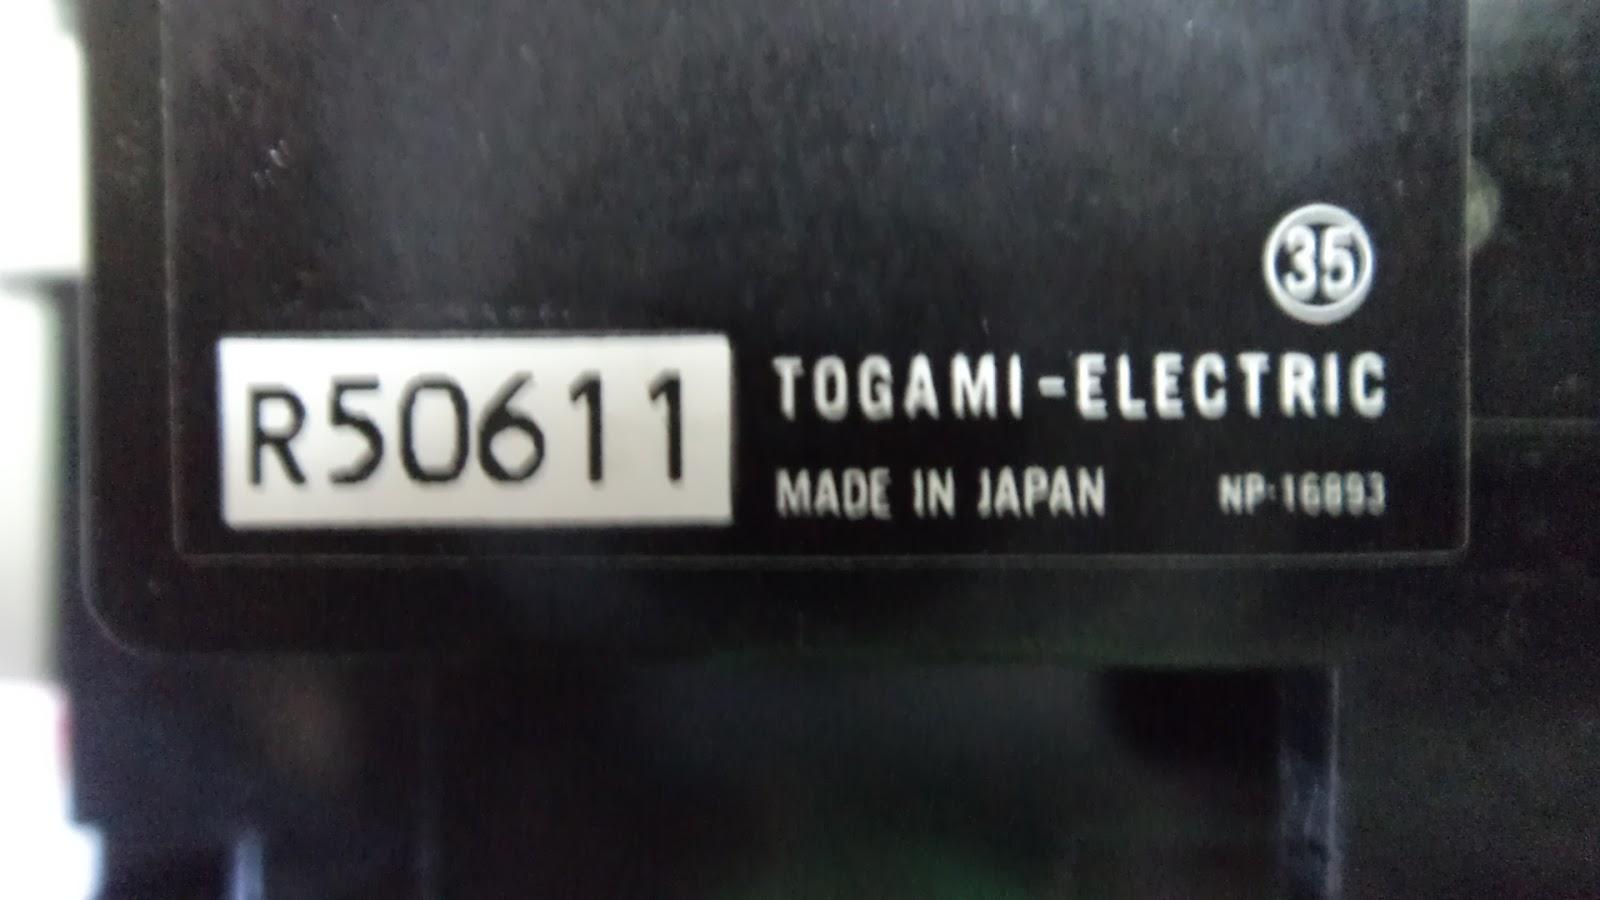 35
R50611
TOGAMI-ELECTRIC
MADE IN JAPAN
NP-16893